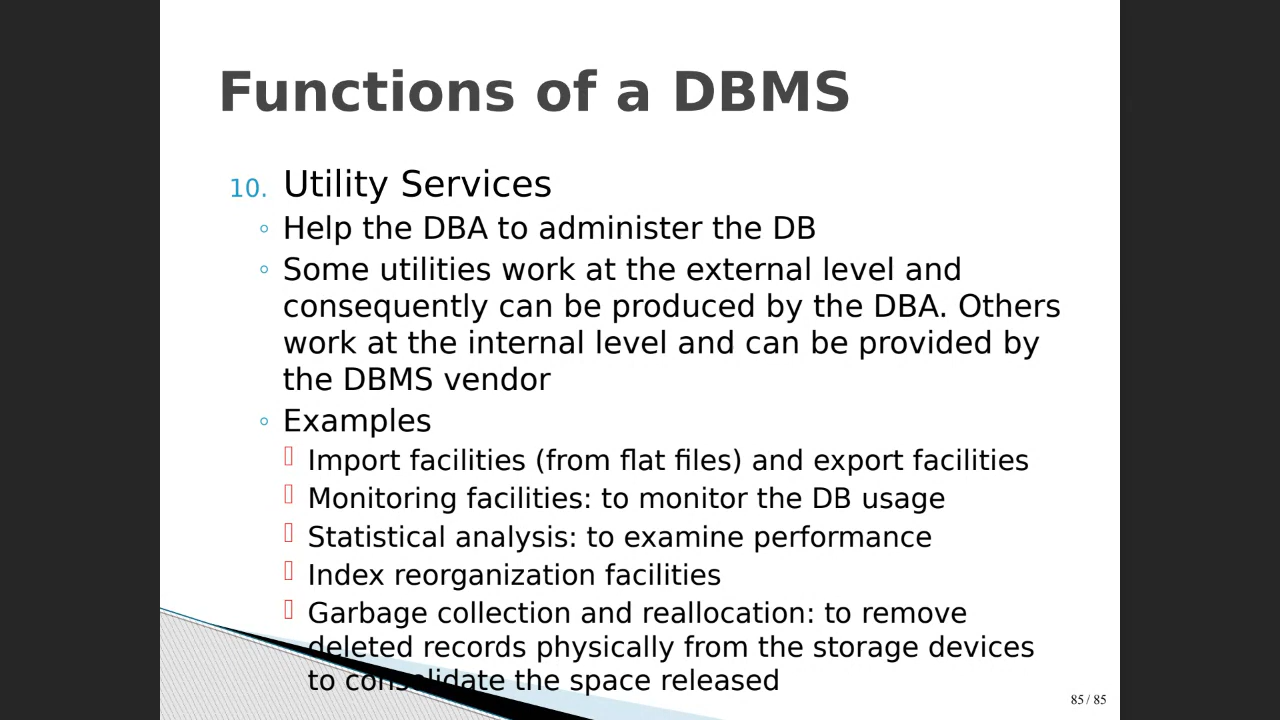 Functions of a DBMS
10. Utility Services
◦ Help the DBA to administer the DB
◦ Some utilities work at the external level and
consequently can be produced by the DBA. Others
work at the internal level and can be provided by
the DBMS vendor
◦ Examples
Import facilities (from flat files) and export facilities
Monitoring facilities: to monitor the DB usage
Statistical analysis: to examine performance
Index reorganization facilities
Garbage collection and reallocation: to remove
deleted records physically from the storage devices
to consolidate the space released
85 / 85